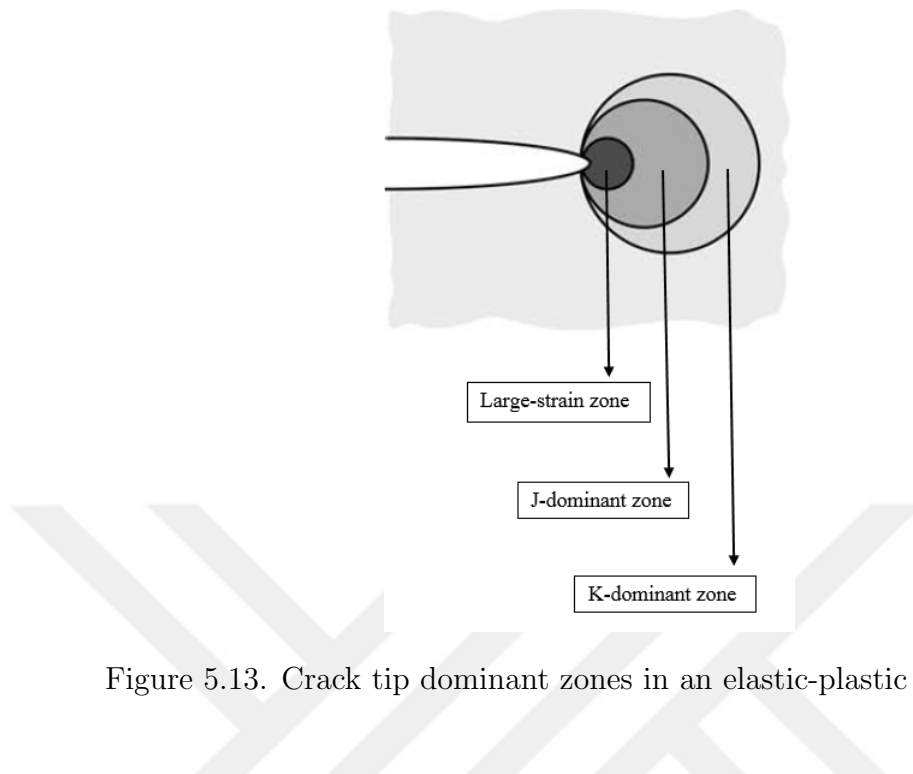 Large-strain zone
J-dominant zone
K-dominant zone
Figure 5.13. Crack tip dominant zones in an elastic-plastic